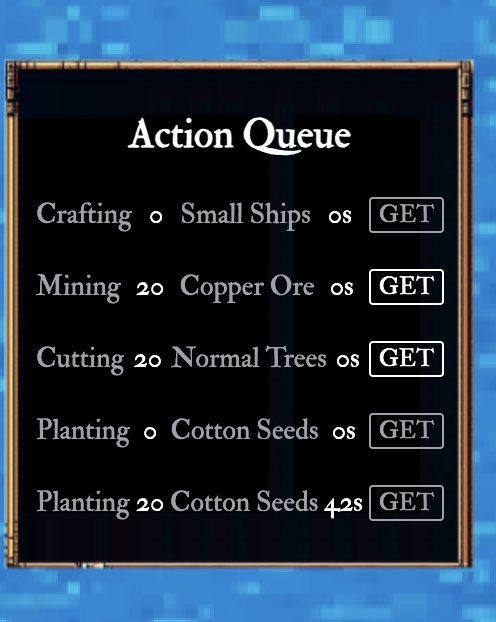 Action Queue
Crafting 0 Small Ships 0s GET
Mining 20 Copper Ore 0s GET
Cutting 20 Normal Trees 0s GET
Planting 0 Cotton Seeds 0s GET
Planting 20 Cotton Seeds 42s GET